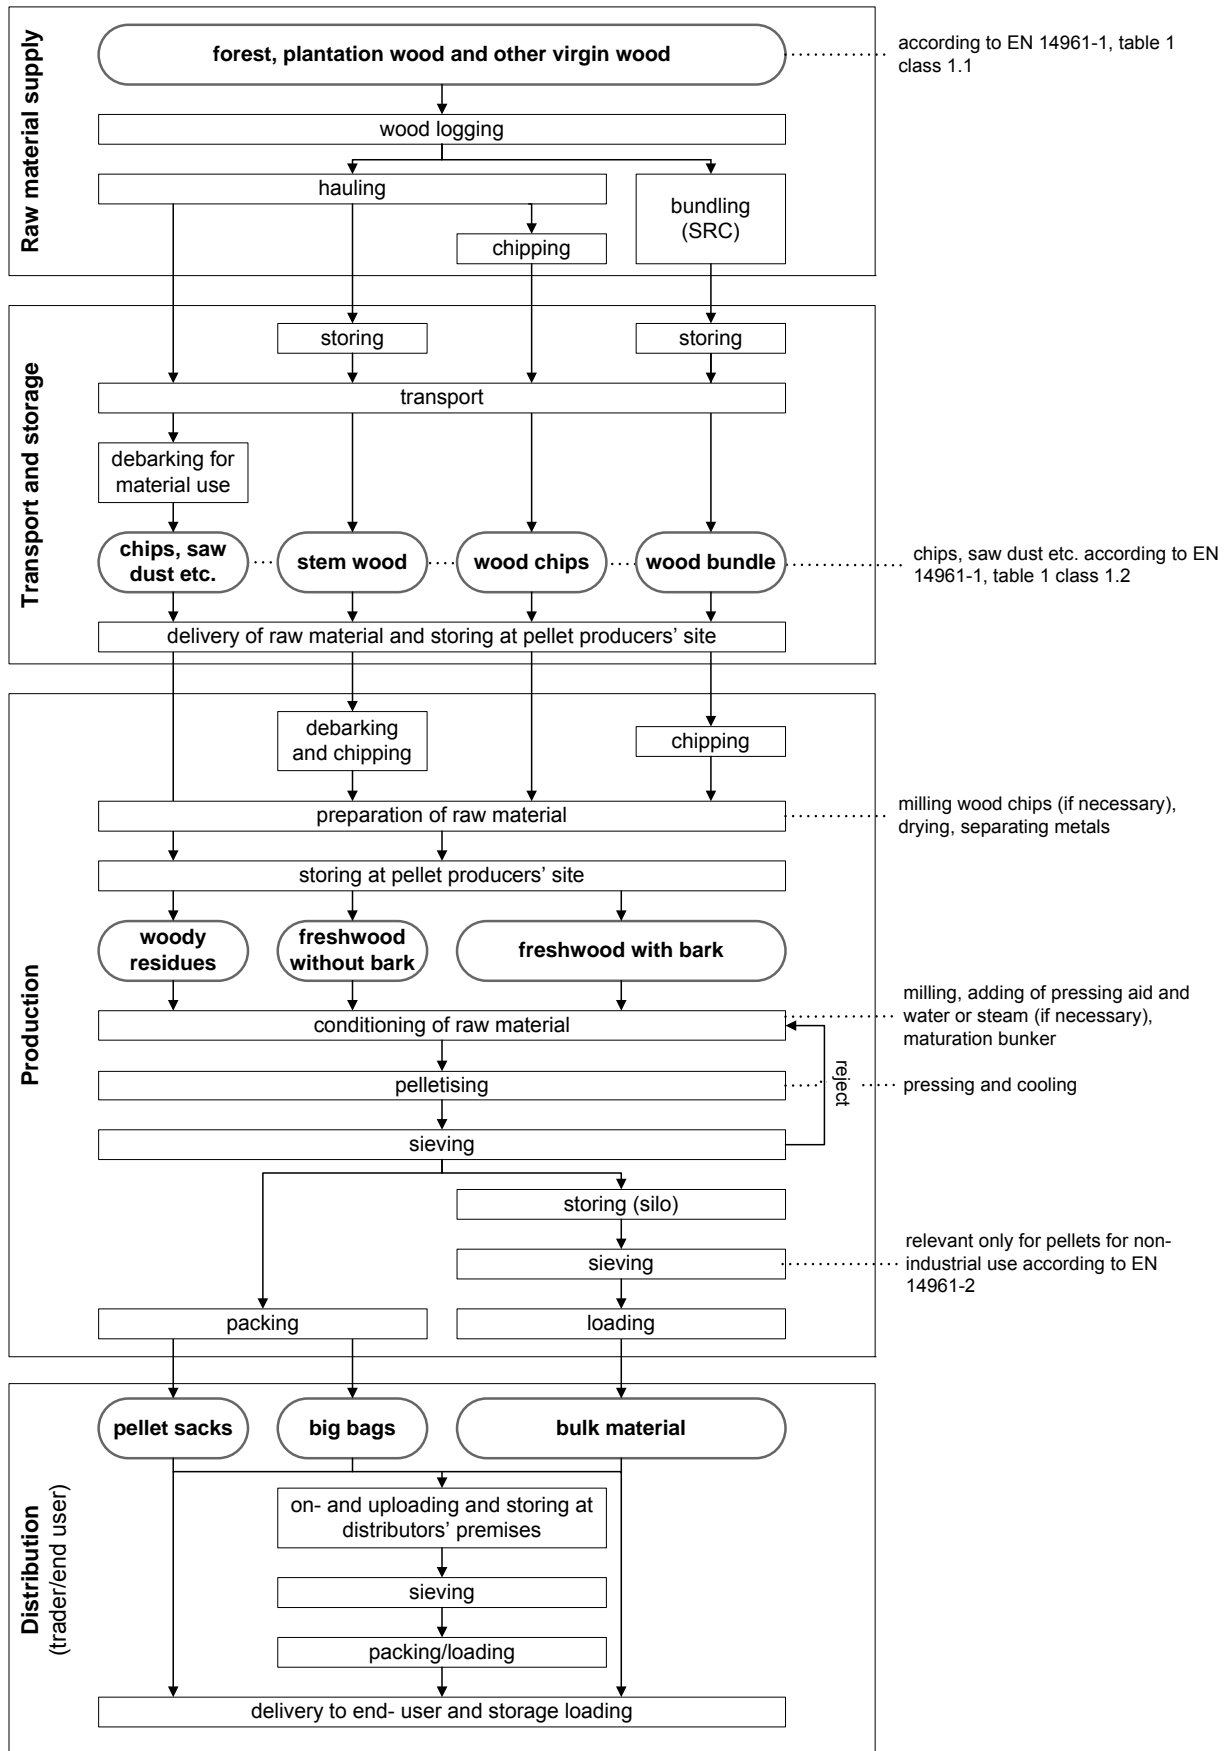 Raw material supply
forest, plantation wood and other virgin wood
according to EN 14961-1, table 1
class 1.1
wood logging
hauling
bundling
(SRC)
chipping
Transport and storage
storing
storing
transport
debarking for
material use
chips, saw
dust etc.
stem wood
wood chips
wood bundle
chips, saw dust etc. according to EN
14961-1, table 1 class 1.2
delivery of raw material and storing at pellet producers’ site
Production
debarking
and chipping
chipping
preparation of raw material
milling wood chips (if necessary),
drying, separating metals
storing at pellet producers’ site
woody
residues
freshwood
without bark
freshwood with bark
conditioning of raw material
milling, adding of pressing aid and
water or steam (if necessary),
maturation bunker
pelletising
reject
pressing and cooling
sieving
storing (silo)
sieving
relevant only for pellets for non-
industrial use according to EN
14961-2
packing
loading
Distribution
(trader/end user)
pellet sacks
big bags
bulk material
on- and uploading and storing at
distributors’ premises
sieving
packing/loading
delivery to end- user and storage loading